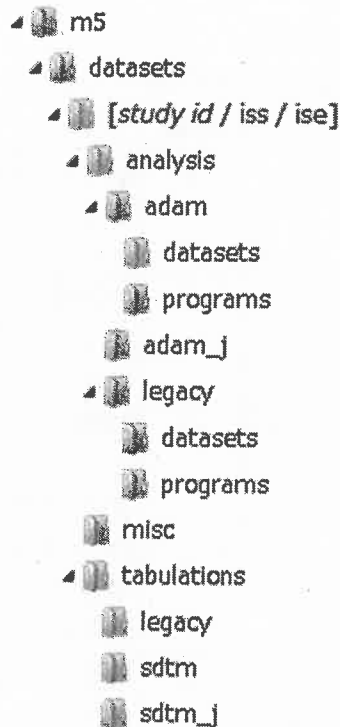 m5
datasets
[study id / iss / ise]
analysis
adam
datasets
programs
adam_j
legacy
datasets
programs
misc
tabulations
legacy
sdtm
sdtm_j